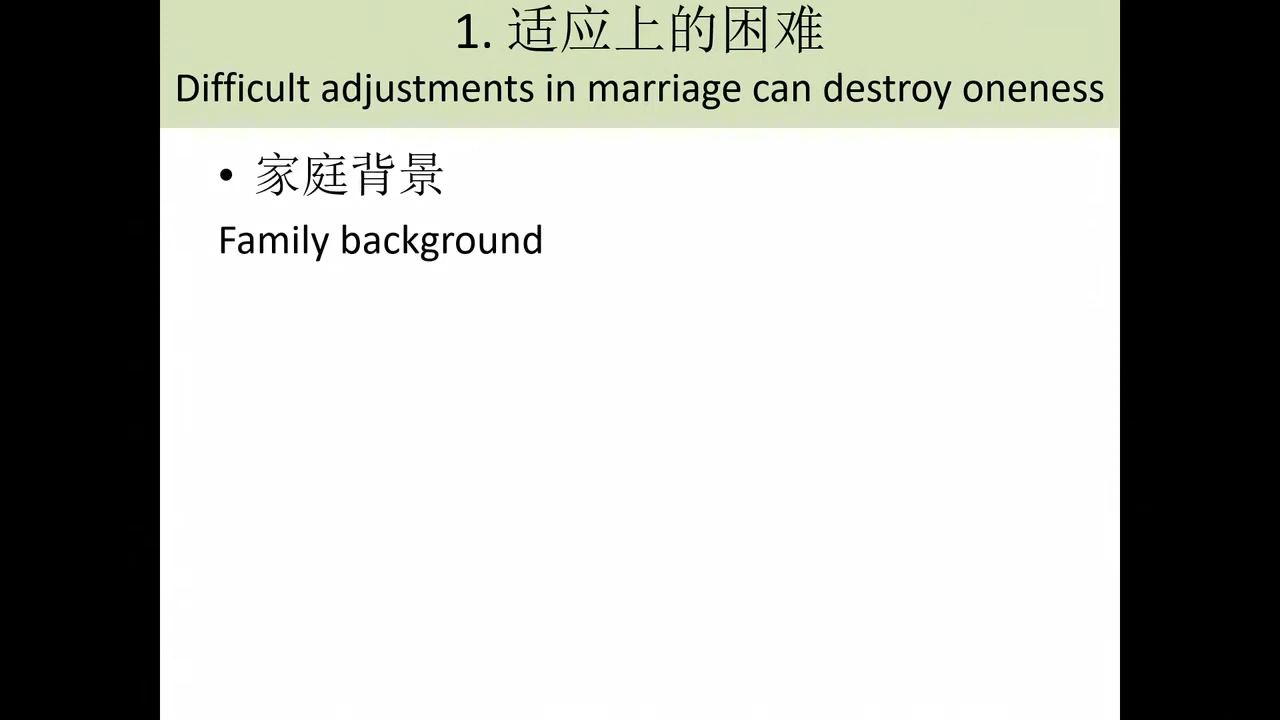 1. 适应上的困难
Difficult adjustments in marriage can destroy oneness
• 家庭背景
Family background